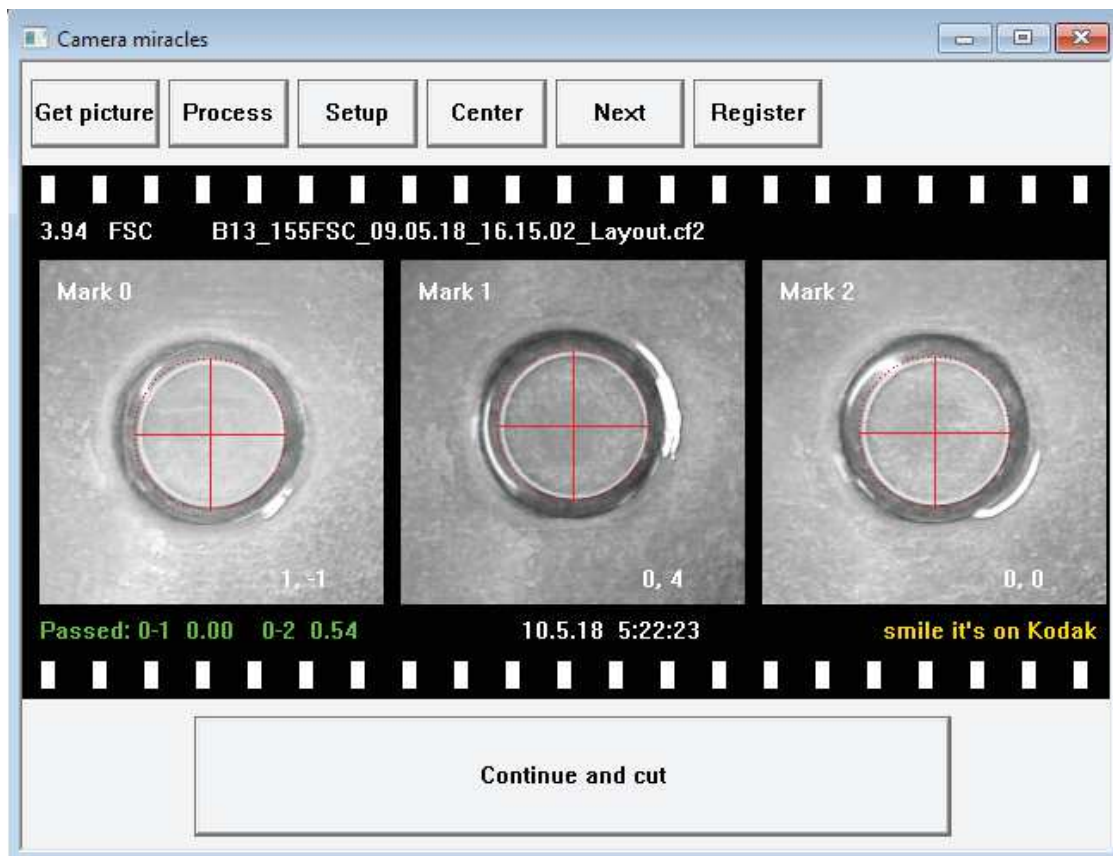 Camera miracles
Get picture Process Setup Center Next Register
3.94 FSC B13_155FSC_09.05.18_16.15.02_Layout.cf2
Mark 0 Mark 1 Mark 2
1, -1 0, 4 0, 0
Passed: 0-1 0.00 0-2 0.54 10.5.18 5:22:23 smile it's on Kodak
Continue and cut